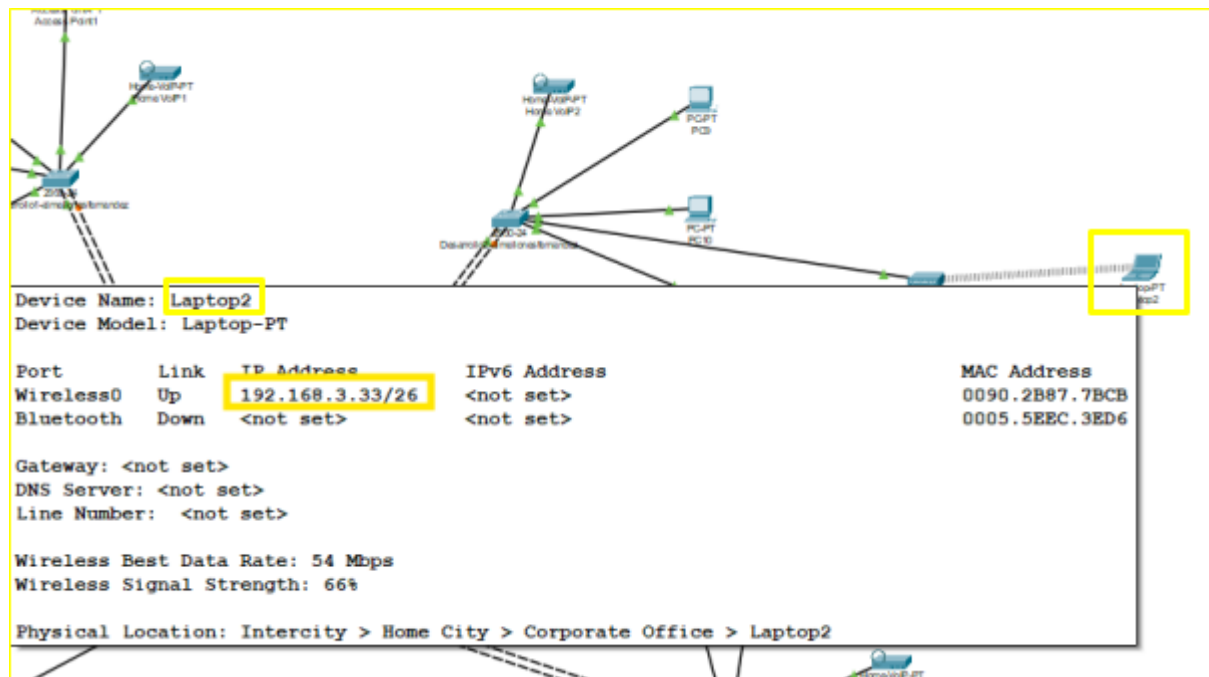 Access Point1
Home-VoIP-PT
Home VoIP1
Home-VoIP-PT
Home VoIP2
PC-PT
PC9
PC-PT
PC10
Device Name: Laptop2
Device Model: Laptop-PT
Port Link IP Address IPv6 Address MAC Address
Wireless0 Up 192.168.3.33/26 <not set> 0090.2B87.7BCB
Bluetooth Down <not set> <not set> 0005.5EEC.3ED6
Gateway: <not set>
DNS Server: <not set>
Line Number: <not set>
Wireless Best Data Rate: 54 Mbps
Wireless Signal Strength: 66%
Physical Location: Intercity > Home City > Corporate Office > Laptop2